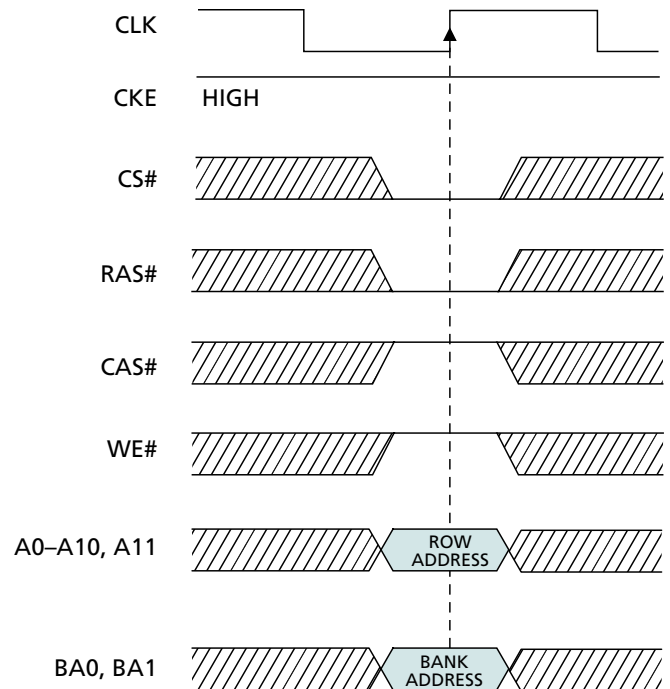 CLK
CKE HIGH
CS#
RAS#
CAS#
WE#
A0–A10, A11 ROW
ADDRESS
BA0, BA1 BANK
ADDRESS